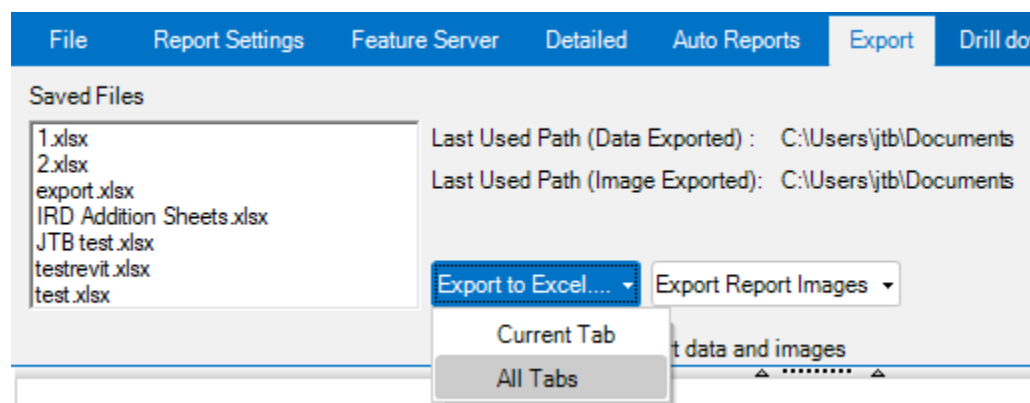 File Report Settings Feature Server Detailed Auto Reports Export Drill do
Saved Files
1.xlsx
2.xlsx
export.xlsx
IRD Addition Sheets.xlsx
JTB test.xlsx
testrevit.xlsx
test.xlsx
Last Used Path (Data Exported) : C:\Users\jtb\Documents
Last Used Path (Image Exported): C:\Users\jtb\Documents
Export to Excel.... Export Report Images
Current Tab
All Tabs
t data and images